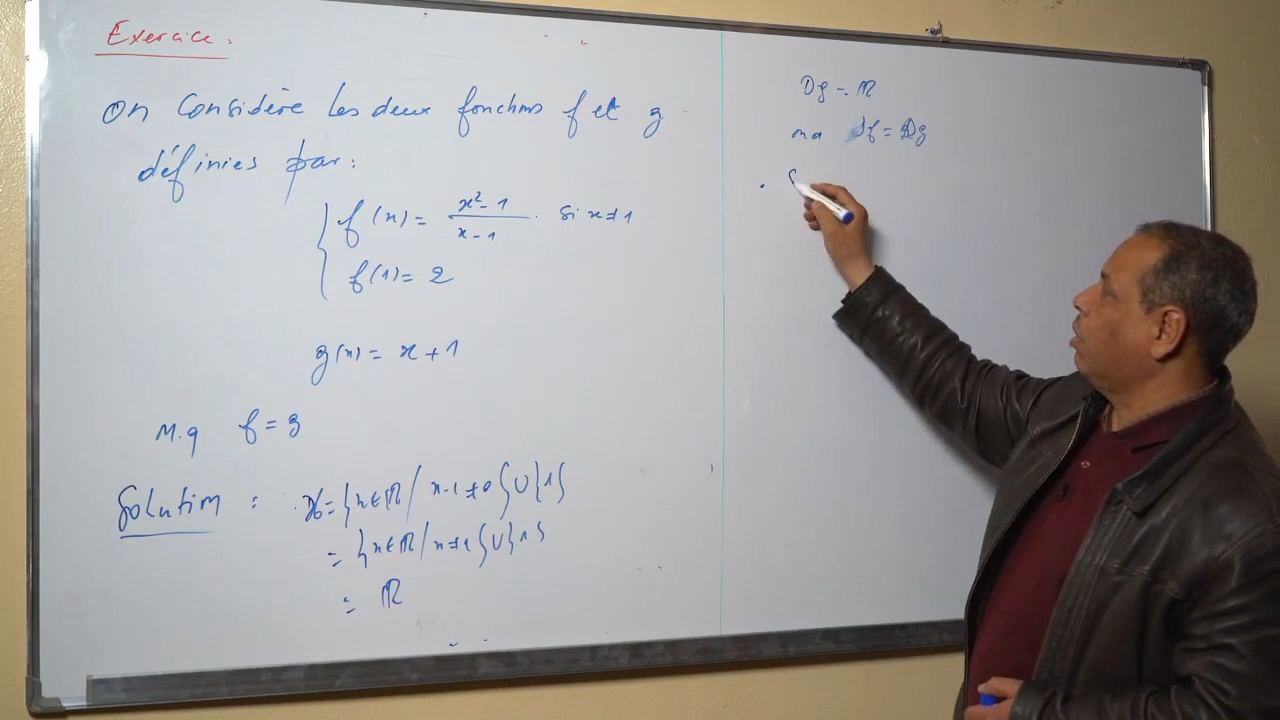 Exercice :
On Considère les deux fonctions f et g
définies par :
f(x) = x²-1 / x-1 si x≠1
f(1) = 2
g(x) = x + 1
M.q f = g
Solution : Df = {x∈ℝ / x-1≠0} ∪ {1}
= {x∈ℝ / x≠1} ∪ {1}
= ℝ
Dg = ℝ
on a Df = Dg